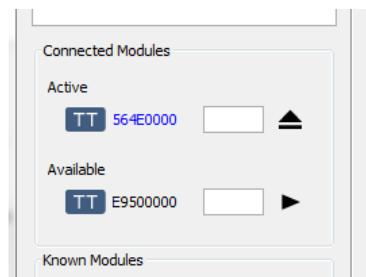 Connected Modules
Active
TT 564E0000
Available
TT E9500000
Known Modules